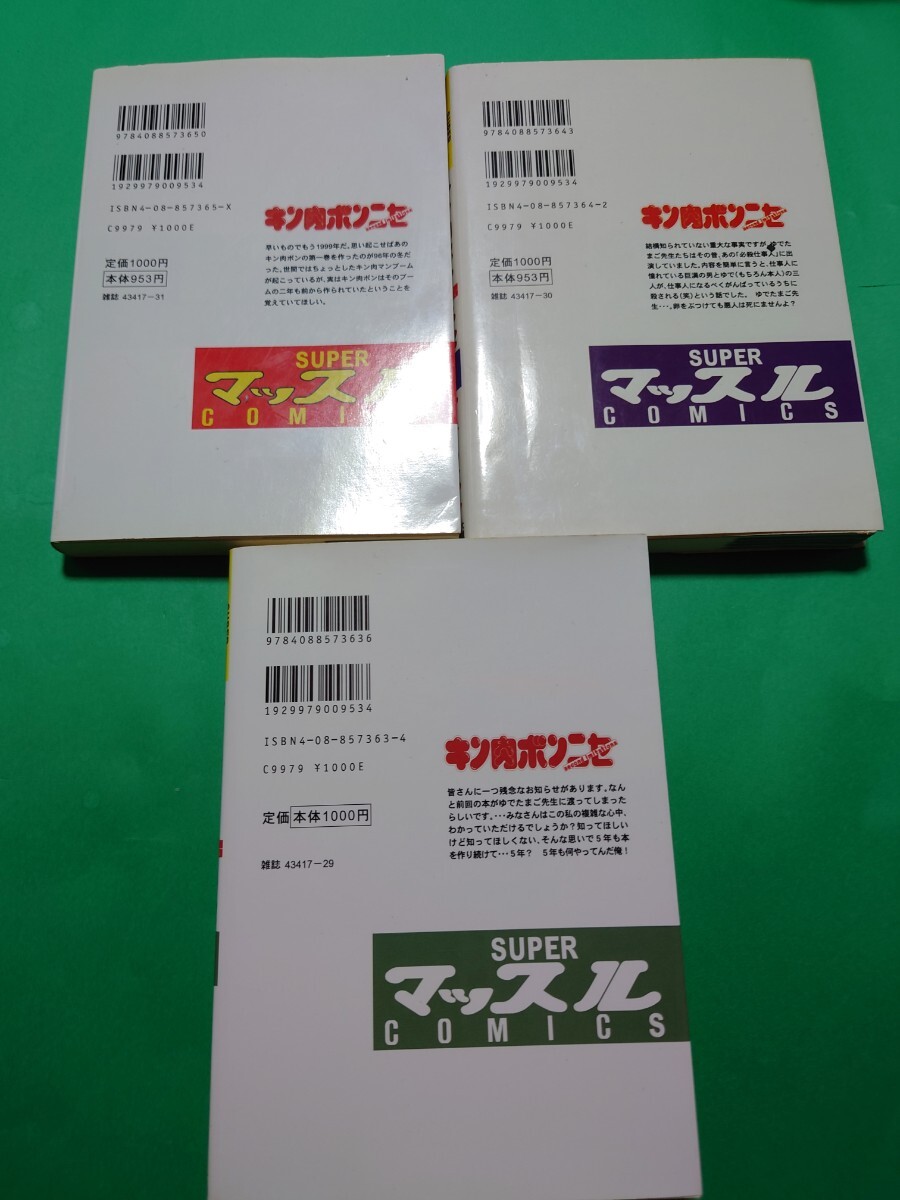 9784088573650
1929979009534
ISBN4-08-857365-X
C9979 ¥1000E
定価1000円
本体953円
雑誌 43417-31
キン肉ボンニセ
早いものでもう1999年だ。思い起こせばあの
キン肉ボンの第一巻を作ったのが96年の冬だ
った。世間ではちょっとしたキン肉マンブーム
が起こっているが、実はキン肉ボンはそのブー
ムの二年も前から作られていたということを
覚えていてほしい。
SUPER
マッスル
COMI
9784088573643
1929979009534
ISBN4-08-857364-2
C9979 ¥1000E
定価1000円
本体953円
雑誌 43417-30
キン肉ボンニセ
結構知られていない重大な事実ですが、ゆでた
まご先生たちはその昔、あの「必殺仕事人」に出
演していました。内容を簡単に言うと、仕事人に
憧れている巨漢の男とゆで(もちろん本人)の三
人が、仕事人になるべくがんばっているうちに
殺される(笑)という話でした。 ゆでたまご先
生・・・。卵をぶつけても悪人は死にませんよ?
SUPER
マッスル
COMICS
9784088573636
1929979009534
ISBN4-08-857363-4
C9979 ¥1000E
定価 本体1000円
雑誌 43417-29
キン肉ボンニセ
皆さんに一つ残念なお知らせがあります。なん
と前回の本がゆでたまご先生に渡ってしまった
らしいです。・・・みなさんはこの私の複雑な心中、
わかっていただけるでしょうか?知ってほしい
けど知ってほしくない、そんな思いで5年も本
を作り続けて・・・5年? 5年も何やってんだ俺!
SUPER
マッスル
COMICS